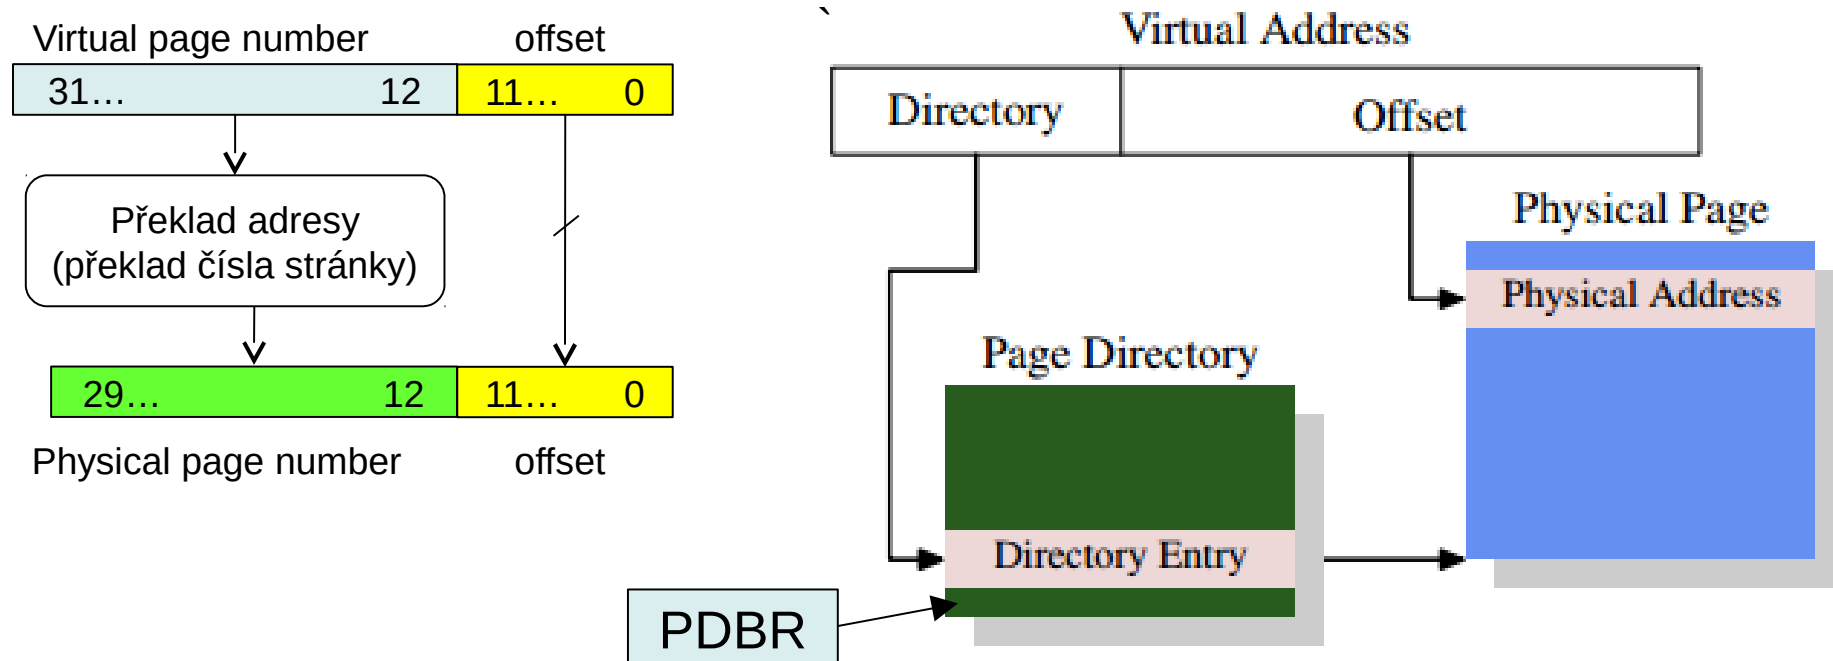 Virtual page number offset
31… 12 11… 0
Překlad adresy
(překlad čísla stránky)
29… 12 11… 0
Physical page number offset
`
Virtual Address
Directory Offset
Physical Page
Physical Address
Page Directory
Directory Entry
PDBR